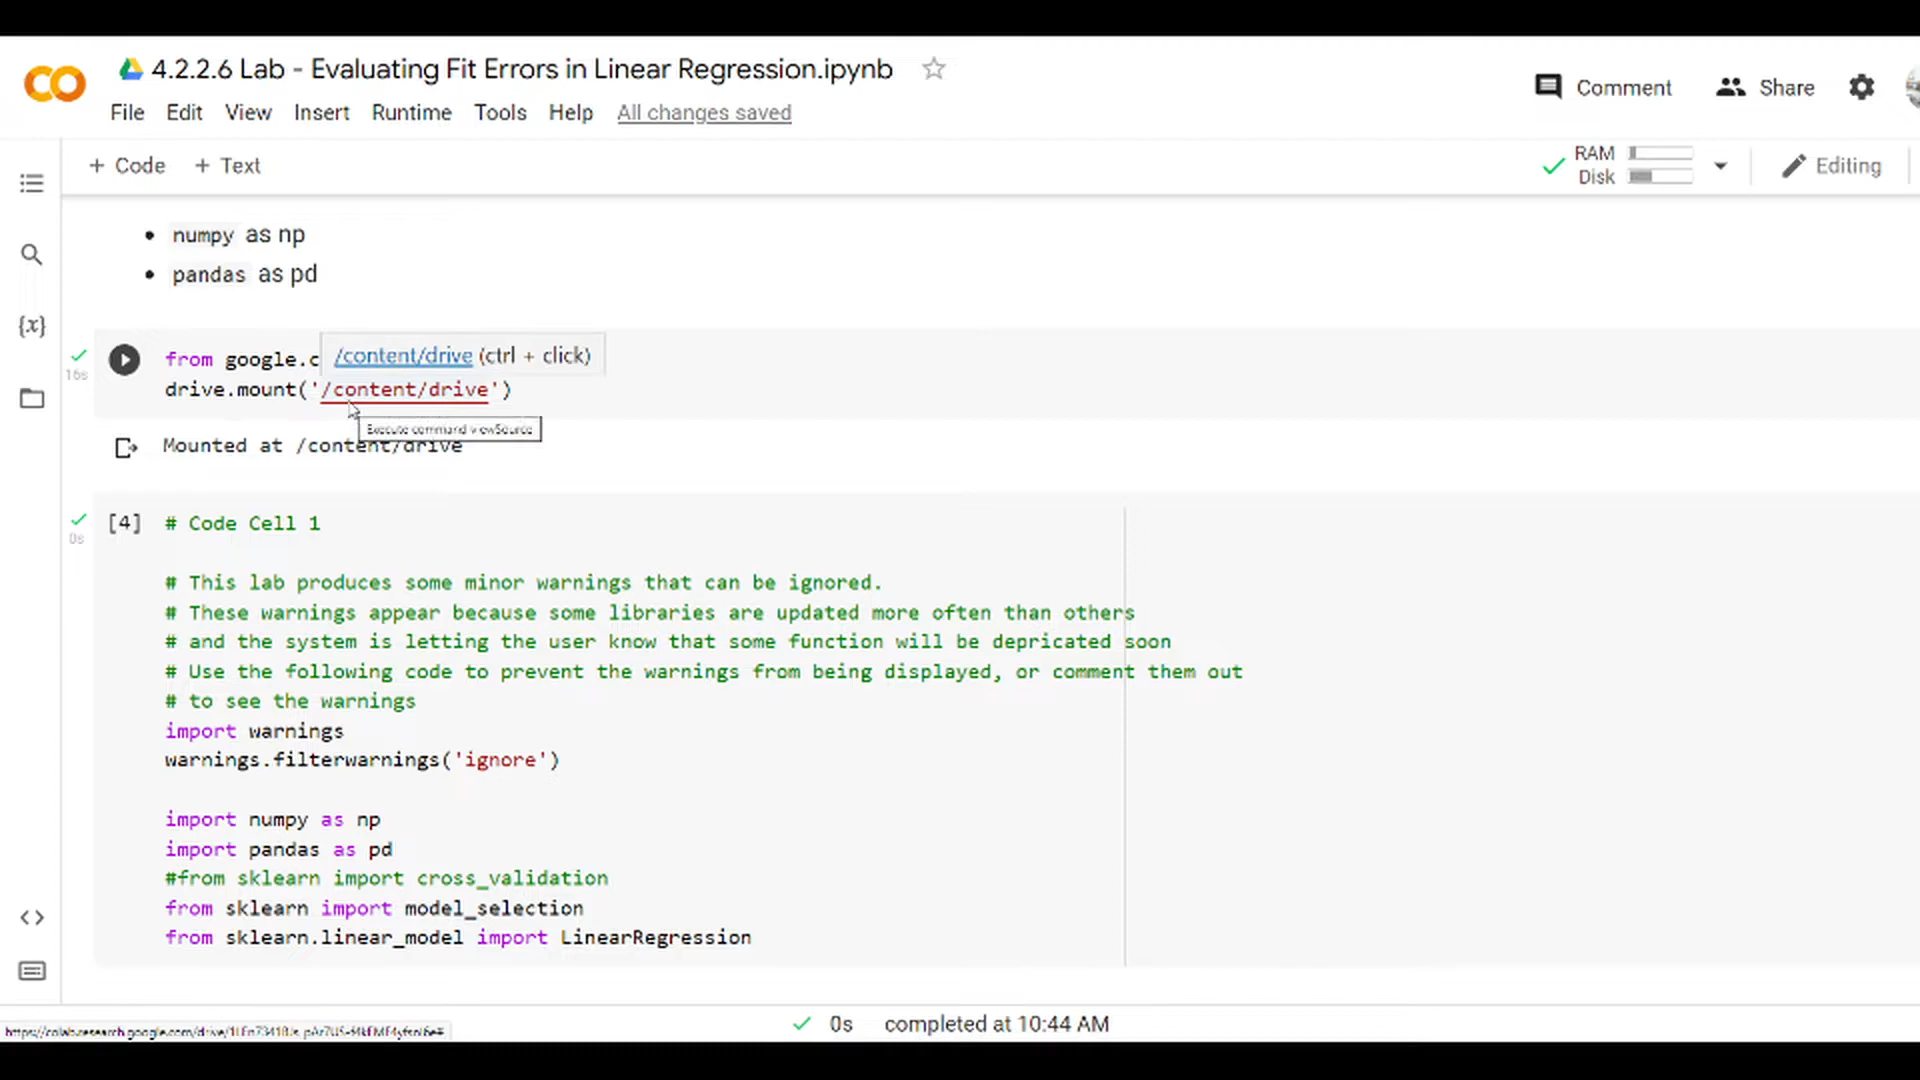 4.2.2.6 Lab - Evaluating Fit Errors in Linear Regression.ipynb
Comment
Share
File Edit View Insert Runtime Tools Help All changes saved
+ Code + Text
RAM
Disk
Editing
numpy as np
pandas as pd
16s
from google.c
/content/drive (ctrl + click)
drive.mount('/content/drive')
Execute command viewSource
Mounted at /content/drive
[4] # Code Cell 1
0s
# This lab produces some minor warnings that can be ignored.
# These warnings appear because some libraries are updated more often than others
# and the system is letting the user know that some function will be depricated soon
# Use the following code to prevent the warnings from being displayed, or comment them out
# to see the warnings
import warnings
warnings.filterwarnings('ignore')
import numpy as np
import pandas as pd
#from sklearn import cross_validation
from sklearn import model_selection
from sklearn.linear_model import LinearRegression
0s completed at 10:44 AM